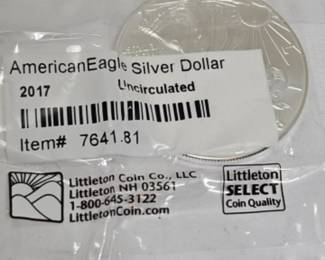 AmericanEagle Silver Dollar
2017 Uncirculated
Item# 7641.81
Littleton Coin Co., LLC
Littleton NH 03561
1-800-645-3122
LittletonCoin.com
Littleton
SELECT
Coin Quality